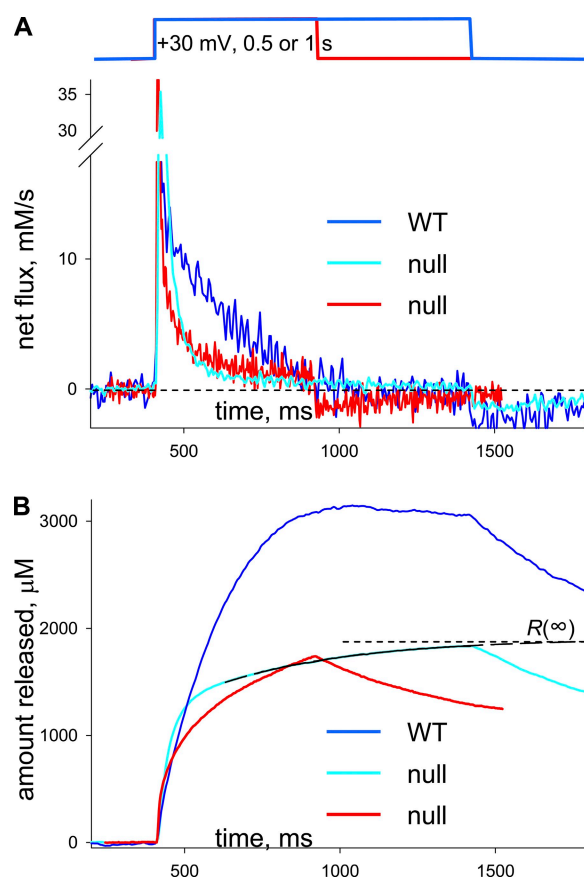 A
+30 mV, 0.5 or 1 s
35
30
10
0
net flux, mM/s
WT
null
null
time, ms
500
1000
1500
B
3000
2000
1000
0
amount released, μM
R(∞)
WT
null
null
time, ms
500
1000
1500